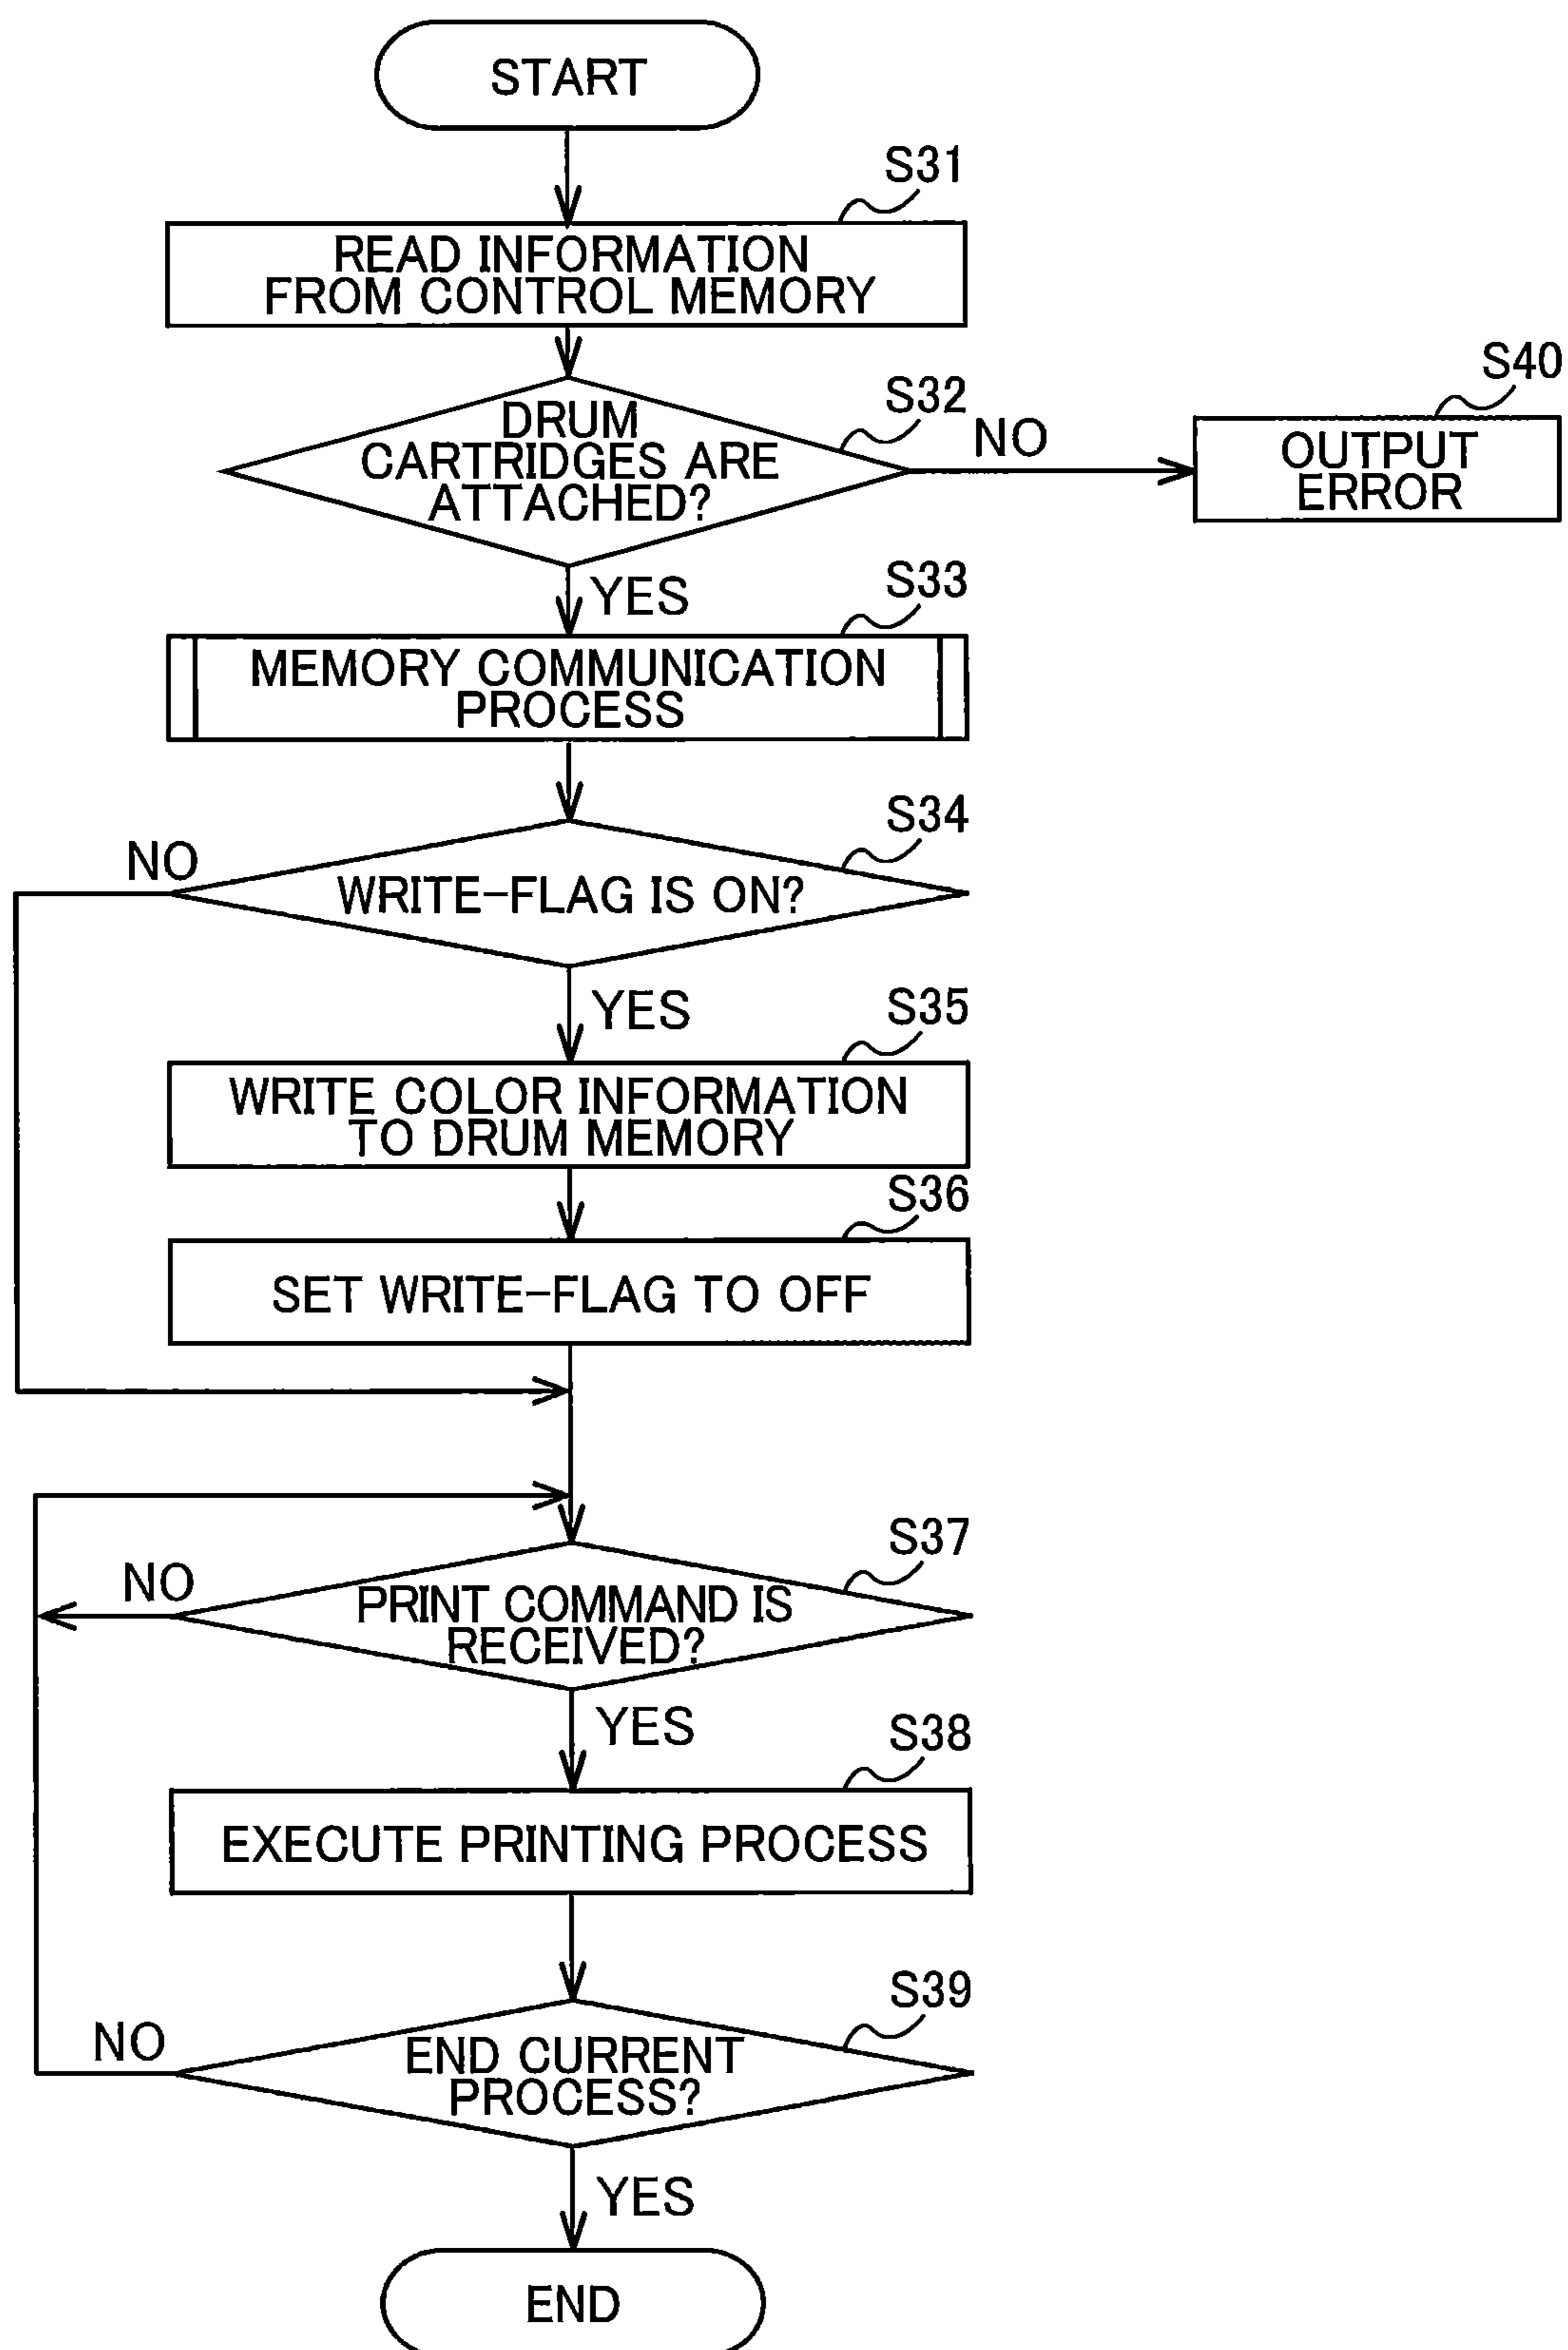 START
S31
READ INFORMATION
FROM CONTROL MEMORY
S32
DRUM
CARTRIDGES ARE
ATTACHED?
NO
S40
OUTPUT
ERROR
YES
S33
MEMORY COMMUNICATION
PROCESS
S34
NO
WRITE-FLAG IS ON?
YES
S35
WRITE COLOR INFORMATION
TO DRUM MEMORY
S36
SET WRITE-FLAG TO OFF
S37
NO
PRINT COMMAND IS
RECEIVED?
YES
S38
EXECUTE PRINTING PROCESS
S39
NO
END CURRENT
PROCESS?
YES
END